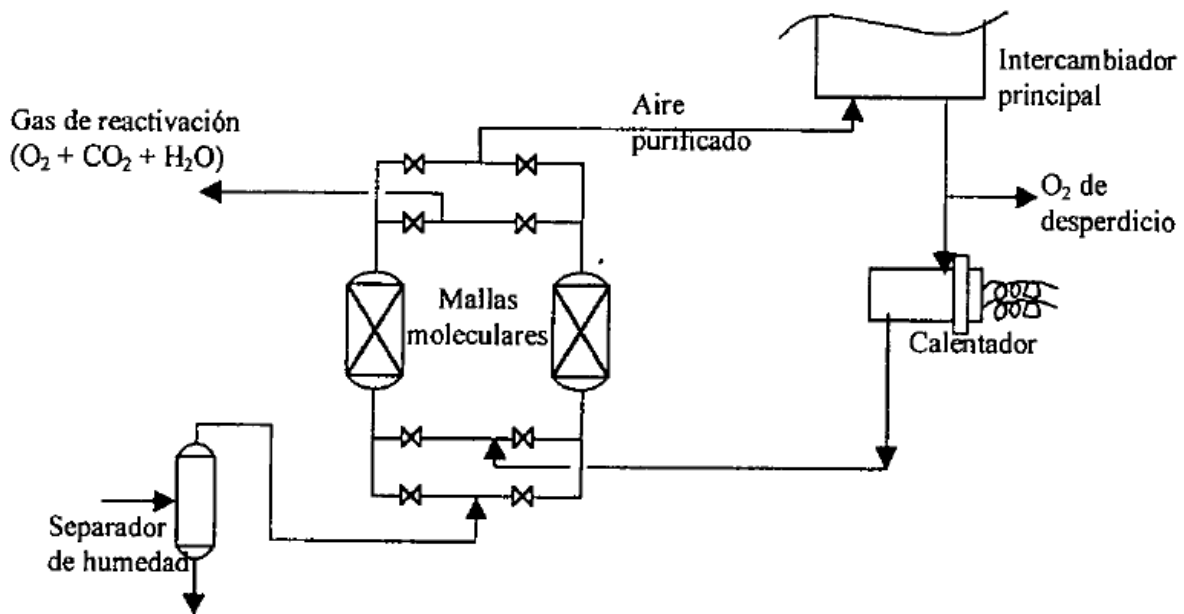 Intercambiador
principal
Gas de reactivación
(O₂ + CO₂ + H₂O)
Aire
purificado
O₂ de
desperdicio
Mallas
moleculares
Calentador
Separador
de humedad